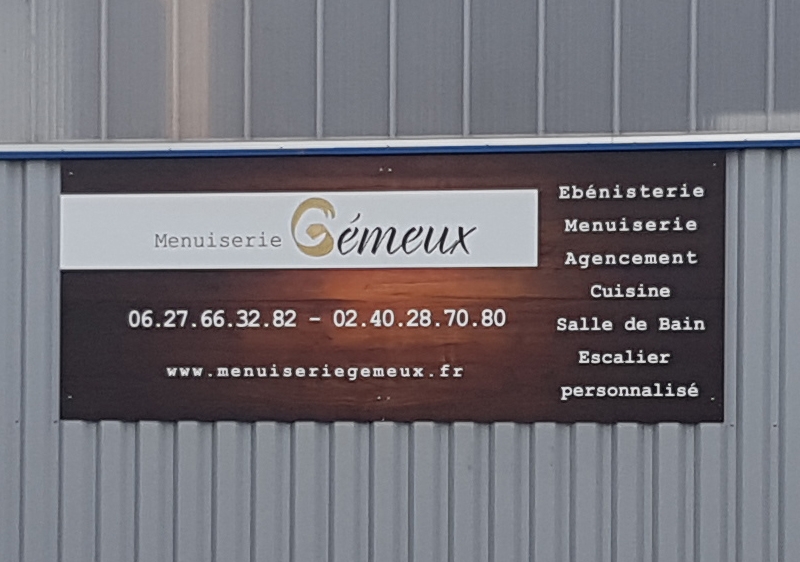 Menuiserie Gémeux
06.27.66.32.82 - 02.40.28.70.80
www.menuiseriegemeux.fr
Ebénisterie
Menuiserie
Agencement
Cuisine
Salle de Bain
Escalier
personnalisé